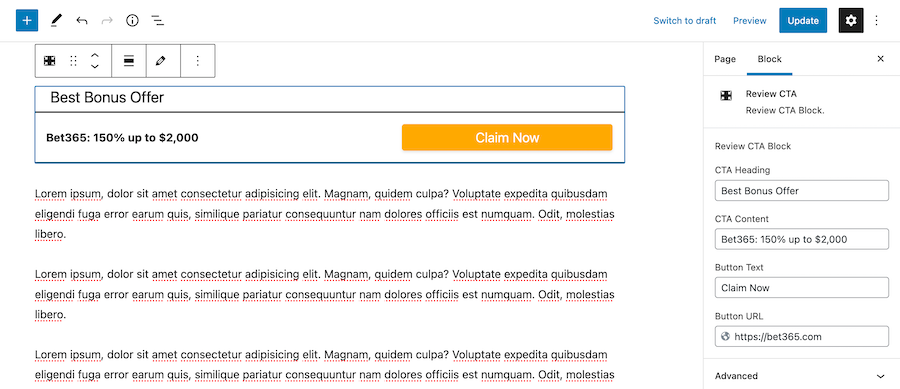 Switch to draft
Preview
Update
Best Bonus Offer
Bet365: 150% up to $2,000
Claim Now
Lorem ipsum, dolor sit amet consectetur adipisicing elit. Magnam, quidem culpa? Voluptate expedita quibusdam
eligendi fuga error earum quis, similique pariatur consequuntur nam dolores officiis est numquam. Odit, molestias
libero.
Lorem ipsum, dolor sit amet consectetur adipisicing elit. Magnam, quidem culpa? Voluptate expedita quibusdam
eligendi fuga error earum quis, similique pariatur consequuntur nam dolores officiis est numquam. Odit, molestias
libero.
Lorem ipsum, dolor sit amet consectetur adipisicing elit. Magnam, quidem culpa? Voluptate expedita quibusdam
eligendi fuga error earum quis, similique pariatur consequuntur nam dolores officiis est numquam. Odit, molestias
Page
Block
Review CTA
Review CTA Block.
Review CTA Block
CTA Heading
Best Bonus Offer
CTA Content
Bet365: 150% up to $2,000
Button Text
Claim Now
Button URL
https://bet365.com
Advanced